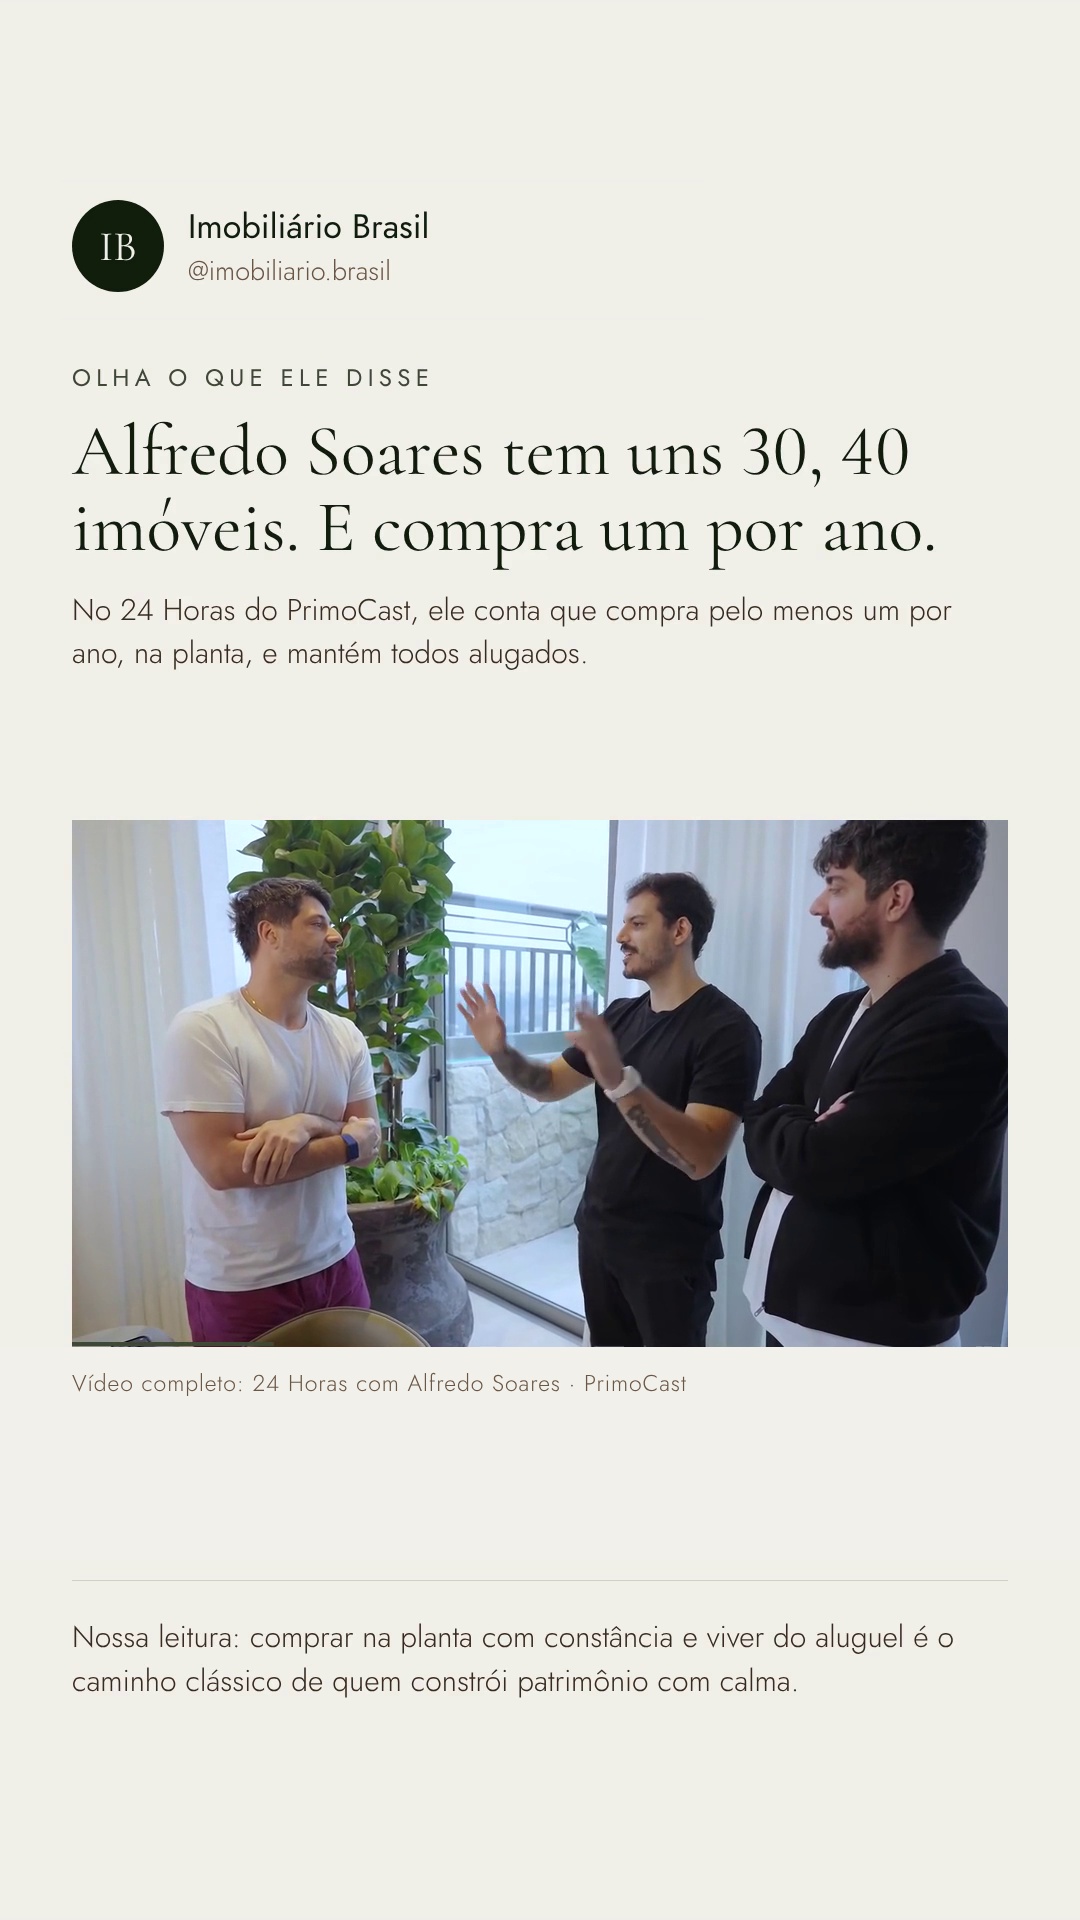 IB
Imobiliário Brasil
@imobiliario.brasil
OLHA O QUE ELE DISSE
Alfredo Soares tem uns 30, 40
imóveis. E compra um por ano.
No 24 Horas do PrimoCast, ele conta que compra pelo menos um por
ano, na planta, e mantém todos alugados.
Vídeo completo: 24 Horas com Alfredo Soares · PrimoCast
Nossa leitura: comprar na planta com constância e viver do aluguel é o
caminho clássico de quem constrói patrimônio com calma.